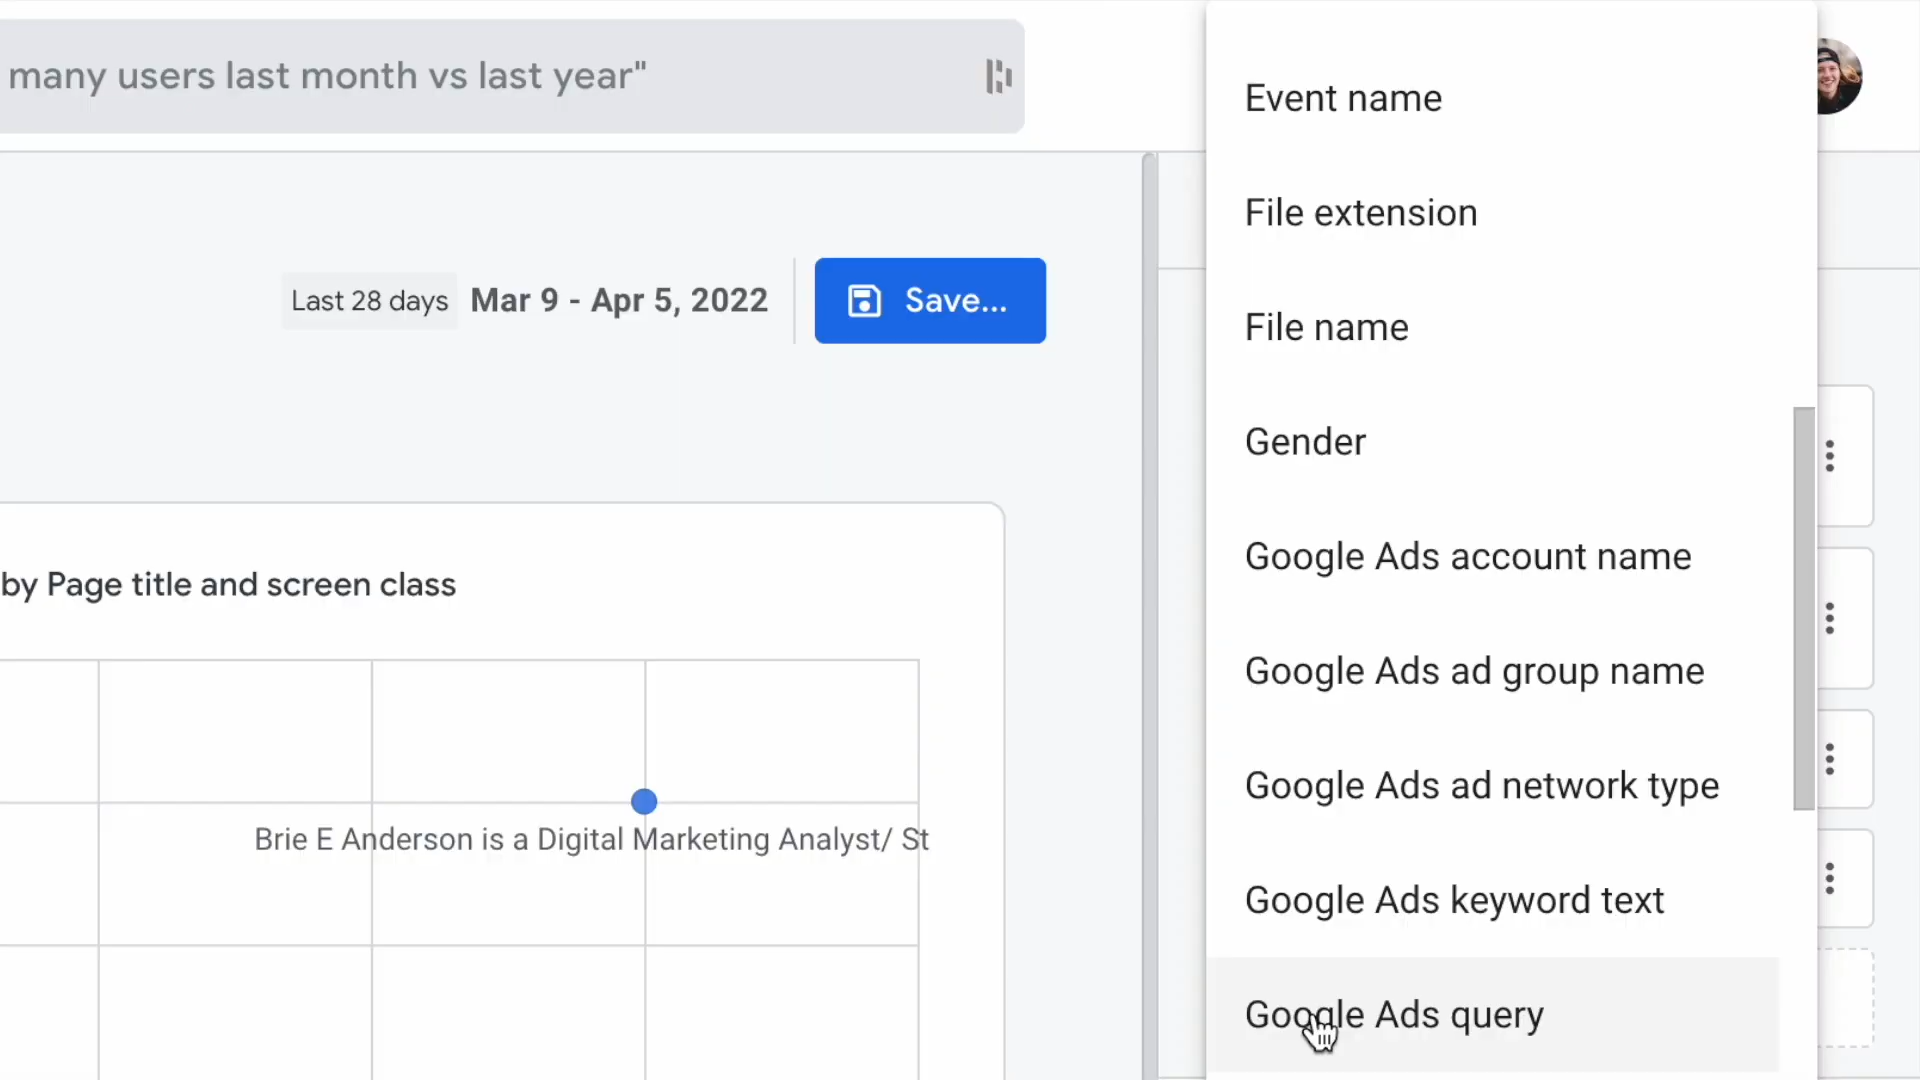 many users last month vs last year"
Last 28 days Mar 9 - Apr 5, 2022
Save...
by Page title and screen class
Brie E Anderson is a Digital Marketing Analyst/ St
Event name
File extension
File name
Gender
Google Ads account name
Google Ads ad group name
Google Ads ad network type
Google Ads keyword text
Google Ads query